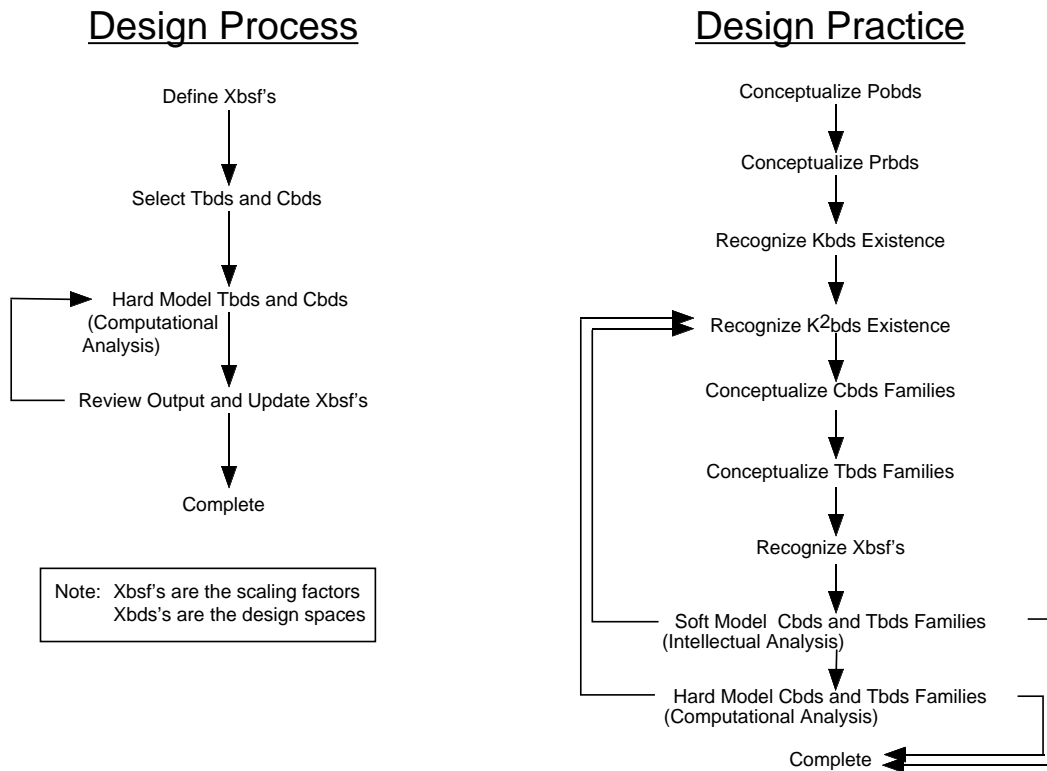 Design Process
Define Xbsf's
Select Tbds and Cbds
Hard Model Tbds and Cbds
(Computational
Analysis)
Review Output and Update Xbsf's
Complete
Note: Xbsf's are the scaling factors
Xbds's are the design spaces
Design Practice
Conceptualize Pobds
Conceptualize Prbds
Recognize Kbds Existence
Recognize K2bds Existence
Conceptualize Cbds Families
Conceptualize Tbds Families
Recognize Xbsf's
Soft Model Cbds and Tbds Families
(Intellectual Analysis)
Hard Model Cbds and Tbds Families
(Computational Analysis)
Complete